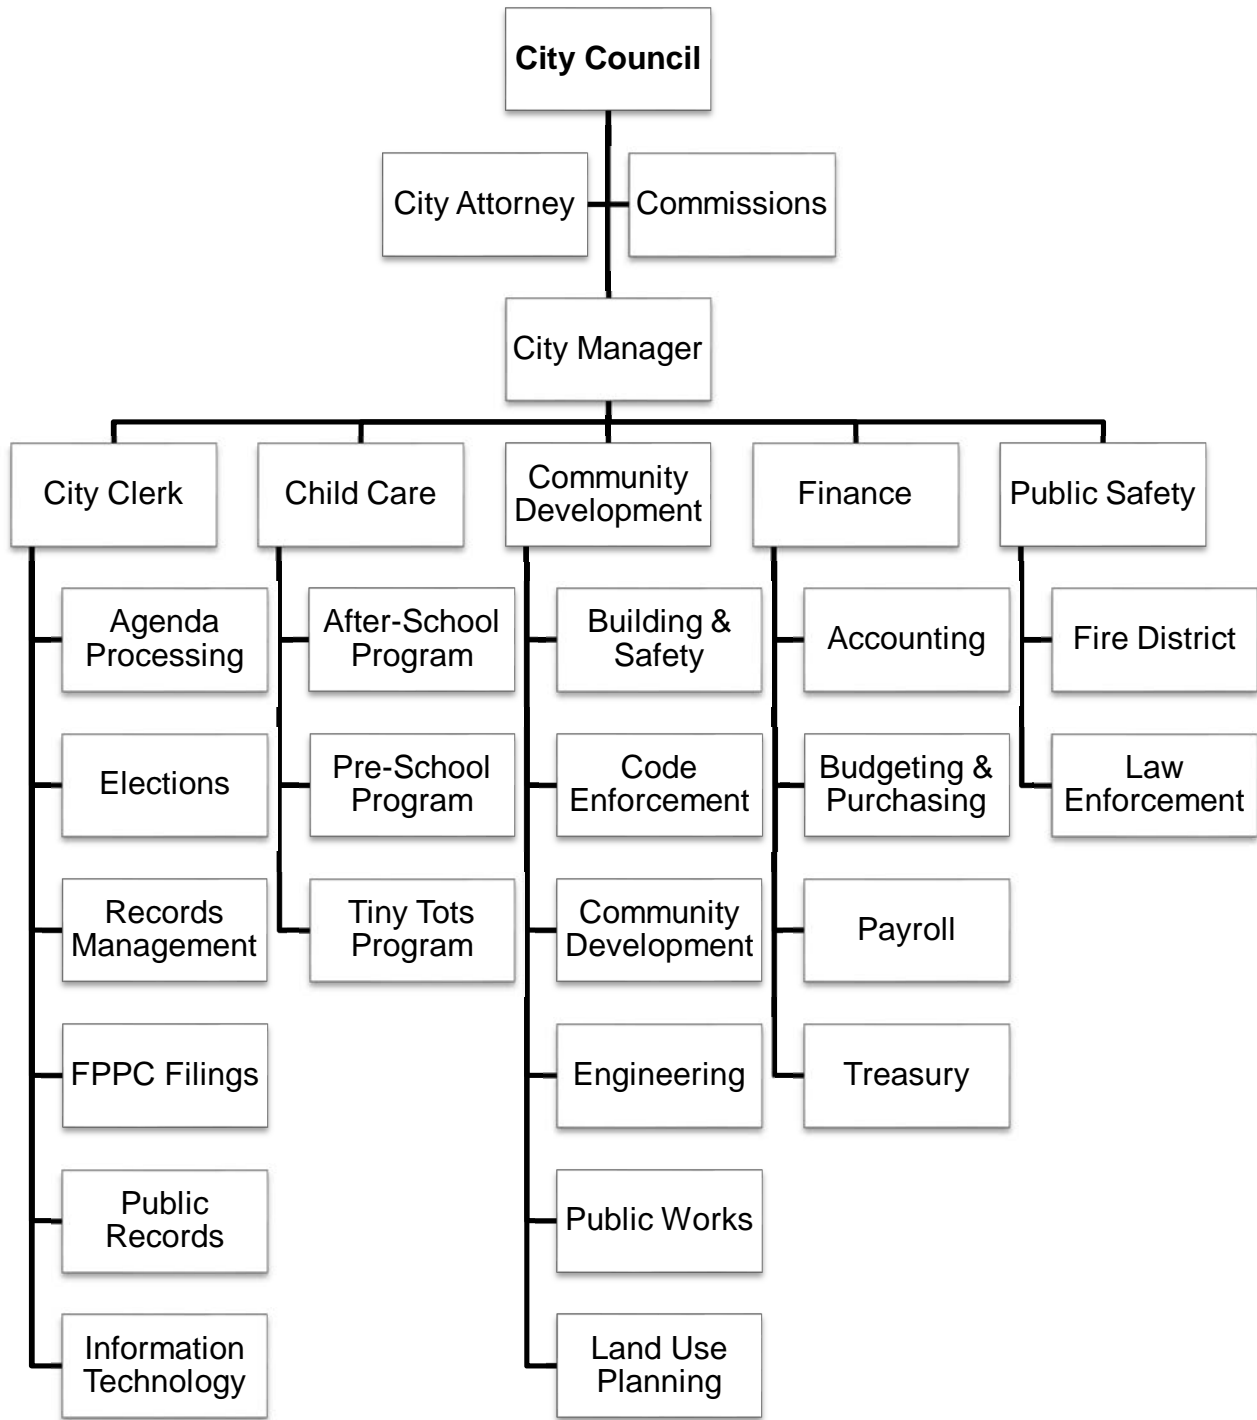 City Council
City Attorney
Commissions
City Manager
City Clerk
Child Care
Community
Development
Finance
Public Safety
Agenda
Processing
Elections
Records
Management
FPPC Filings
Public
Records
Information
Technology
After-School
Program
Pre-School
Program
Tiny Tots
Program
Building &
Safety
Code
Enforcement
Community
Development
Engineering
Public Works
Land Use
Planning
Accounting
Budgeting &
Purchasing
Payroll
Treasury
Fire District
Law
Enforcement